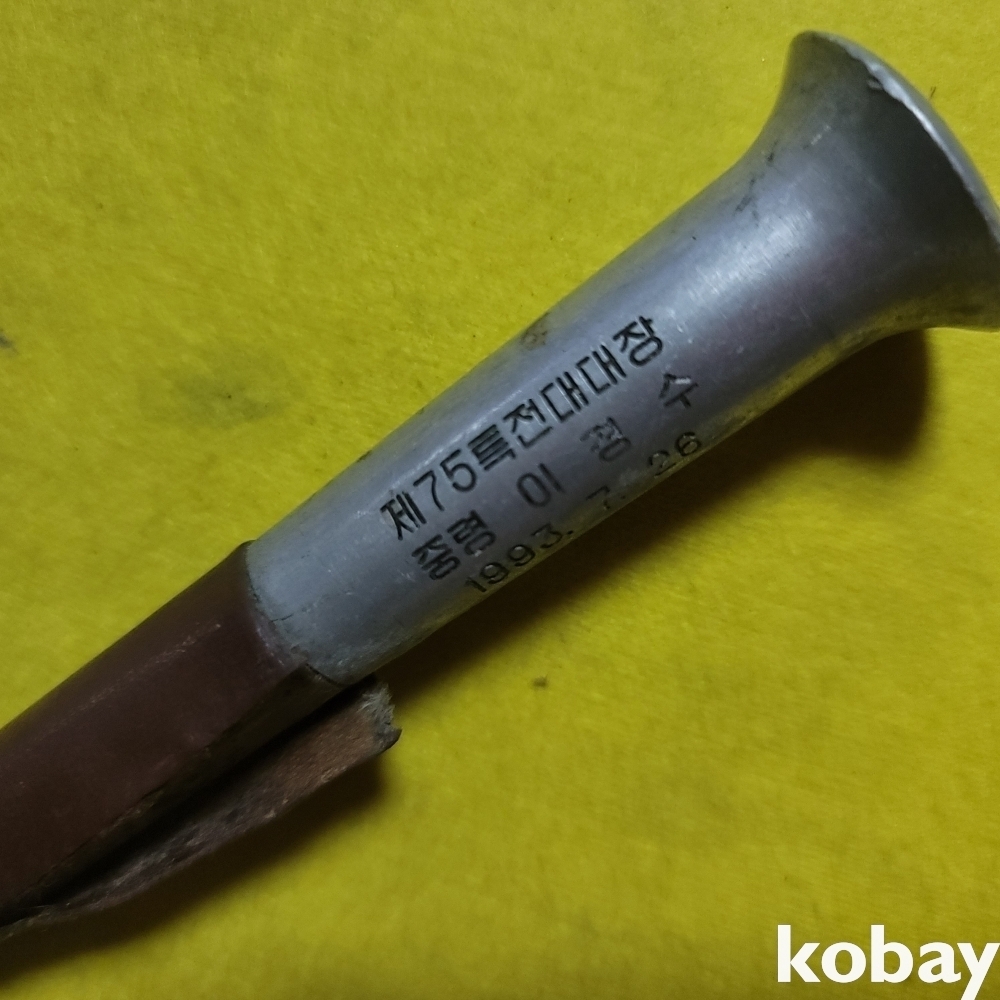 제75특전대대장
중령 이 정 수
1993. 7. 26
kobay